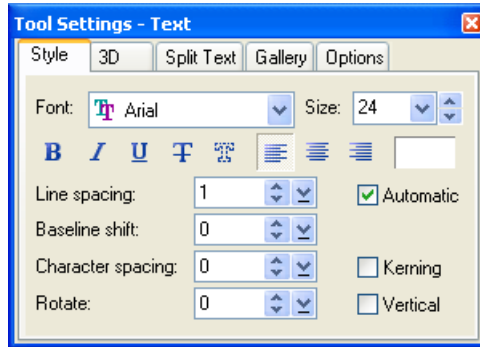 Tool Settings - Text
Style 3D Split Text Gallery Options
Font: Arial Size: 24
B I U T T
Line spacing: 1 Automatic
Baseline shift: 0
Character spacing: 0 Kerning
Rotate: 0 Vertical